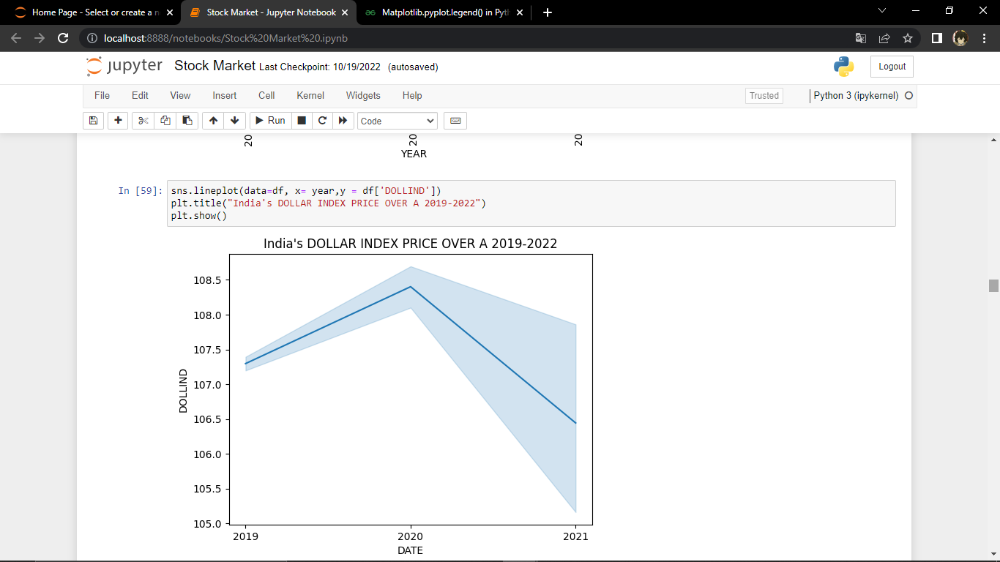 Home Page - Select or create a n
Stock Market - Jupyter Notebook
Matplotlib.pyplot.legend() in Pyth
localhost:8888/notebooks/Stock%20Market%20.ipynb
jupyter Stock Market Last Checkpoint: 10/19/2022 (autosaved)
Logout
File Edit View Insert Cell Kernel Widgets Help
Trusted
Python 3 (ipykernel)
Run
Code
20 20 20
YEAR
In [59]:
sns.lineplot(data=df, x= year,y = df['DOLLIND'])
plt.title("India's DOLLAR INDEX PRICE OVER A 2019-2022")
plt.show()
India's DOLLAR INDEX PRICE OVER A 2019-2022
108.5
108.0
107.5
107.0
106.5
106.0
105.5
105.0
DOLLIND
2019 2020 2021
DATE